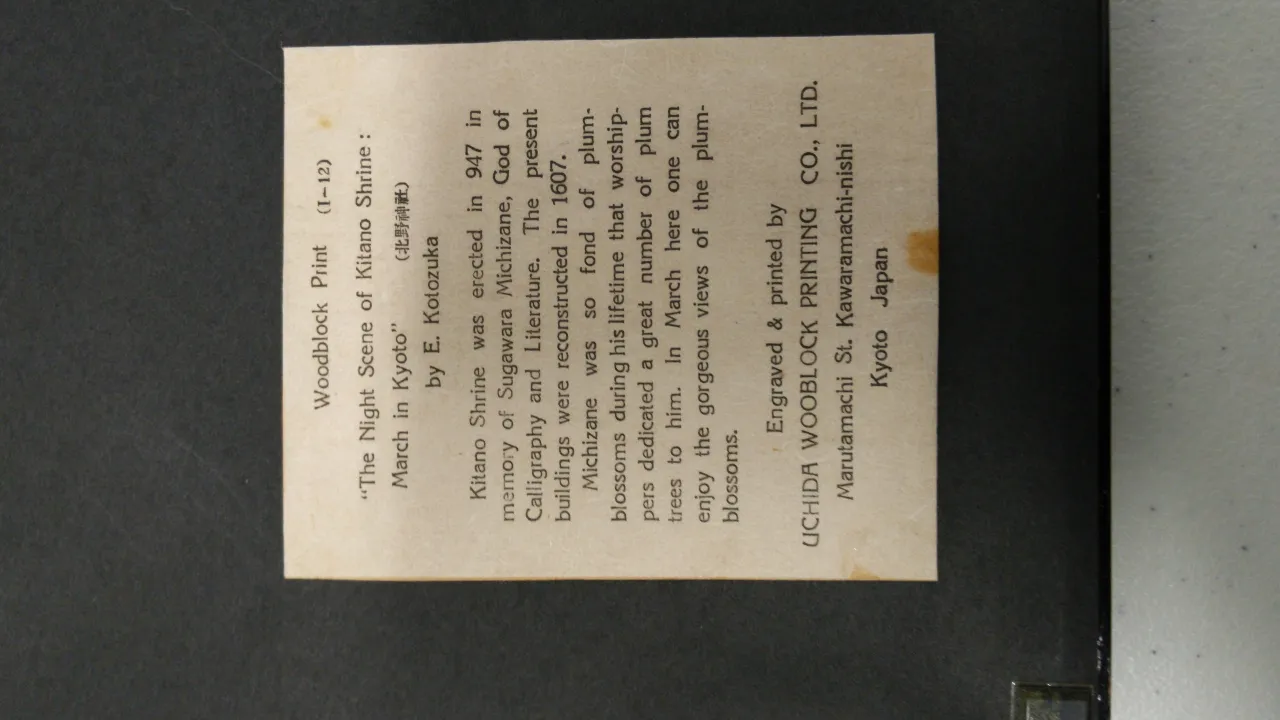 Woodblock Print (I-12)
"The Night Scene of Kitano Shrine:
March in Kyoto" (北野神社)
by E. Kotozuka
Kitano Shrine was erected in 947 in
memory of Sugawara Michizane, God of
Calligraphy and Literature. The present
buildings were reconstructed in 1607.
Michizane was so fond of plum-
blossoms during his lifetime that worship-
pers dedicated a great number of plum
trees to him. In March here one can
enjoy the gorgeous views of the plum-
blossoms.
Engraved & printed by
UCHIDA WOOBLOCK PRINTING CO., LTD.
Marutamachi St. Kawaramachi-nishi
Kyoto Japan